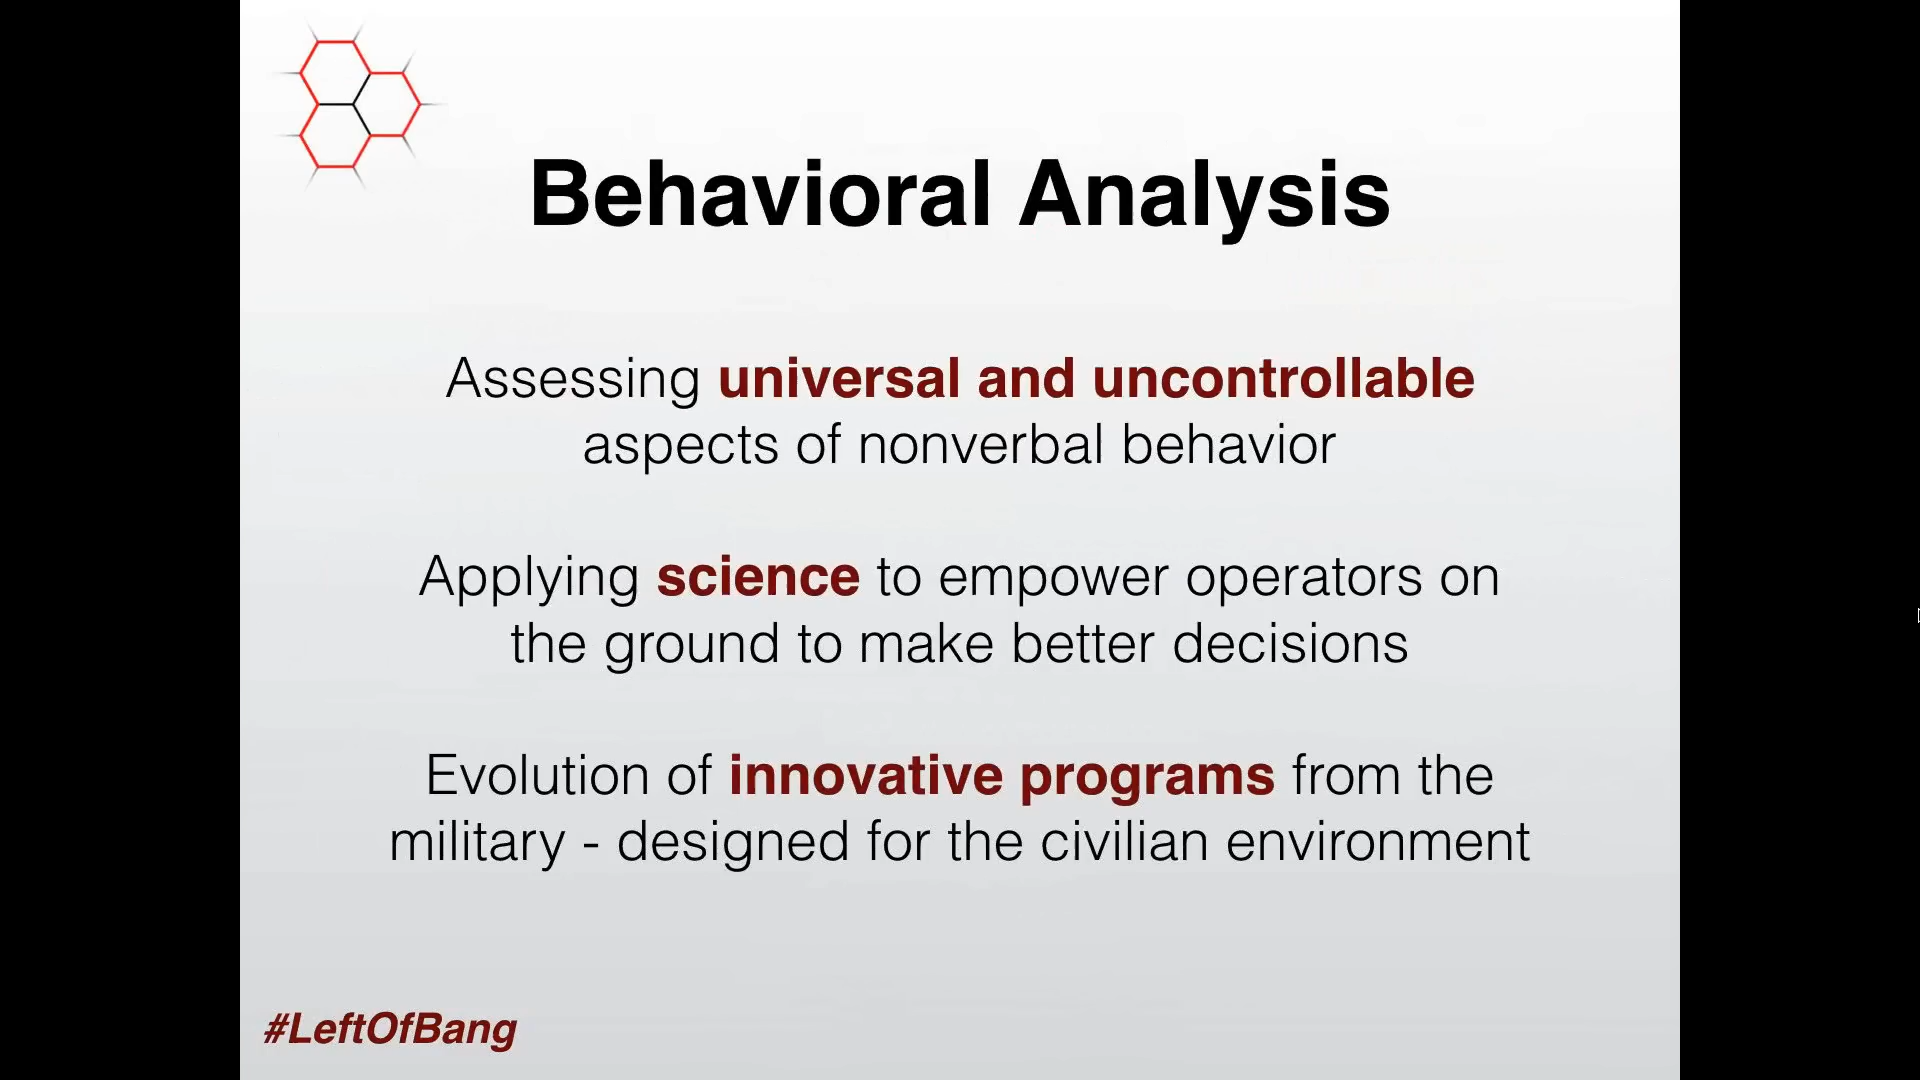 Behavioral Analysis
Assessing universal and uncontrollable
aspects of nonverbal behavior
Applying science to empower operators on
the ground to make better decisions
Evolution of innovative programs from the
military - designed for the civilian environment
#LeftOfBang